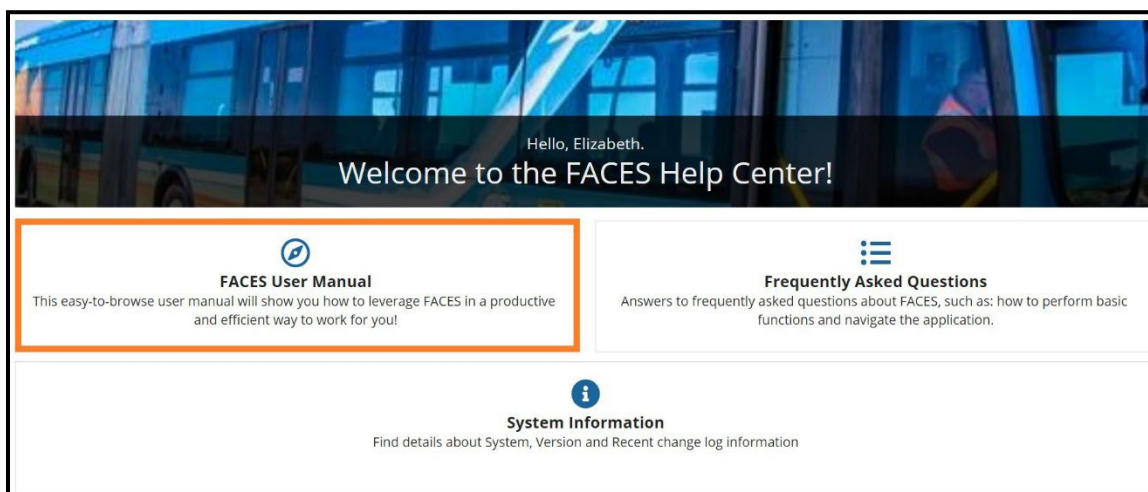 Hello, Elizabeth.
Welcome to the FACES Help Center!
FACES User Manual
This easy-to-browse user manual will show you how to leverage FACES in a productive
and efficient way to work for you!
Frequently Asked Questions
Answers to frequently asked questions about FACES, such as: how to perform basic
functions and navigate the application.
System Information
Find details about System, Version and Recent change log information